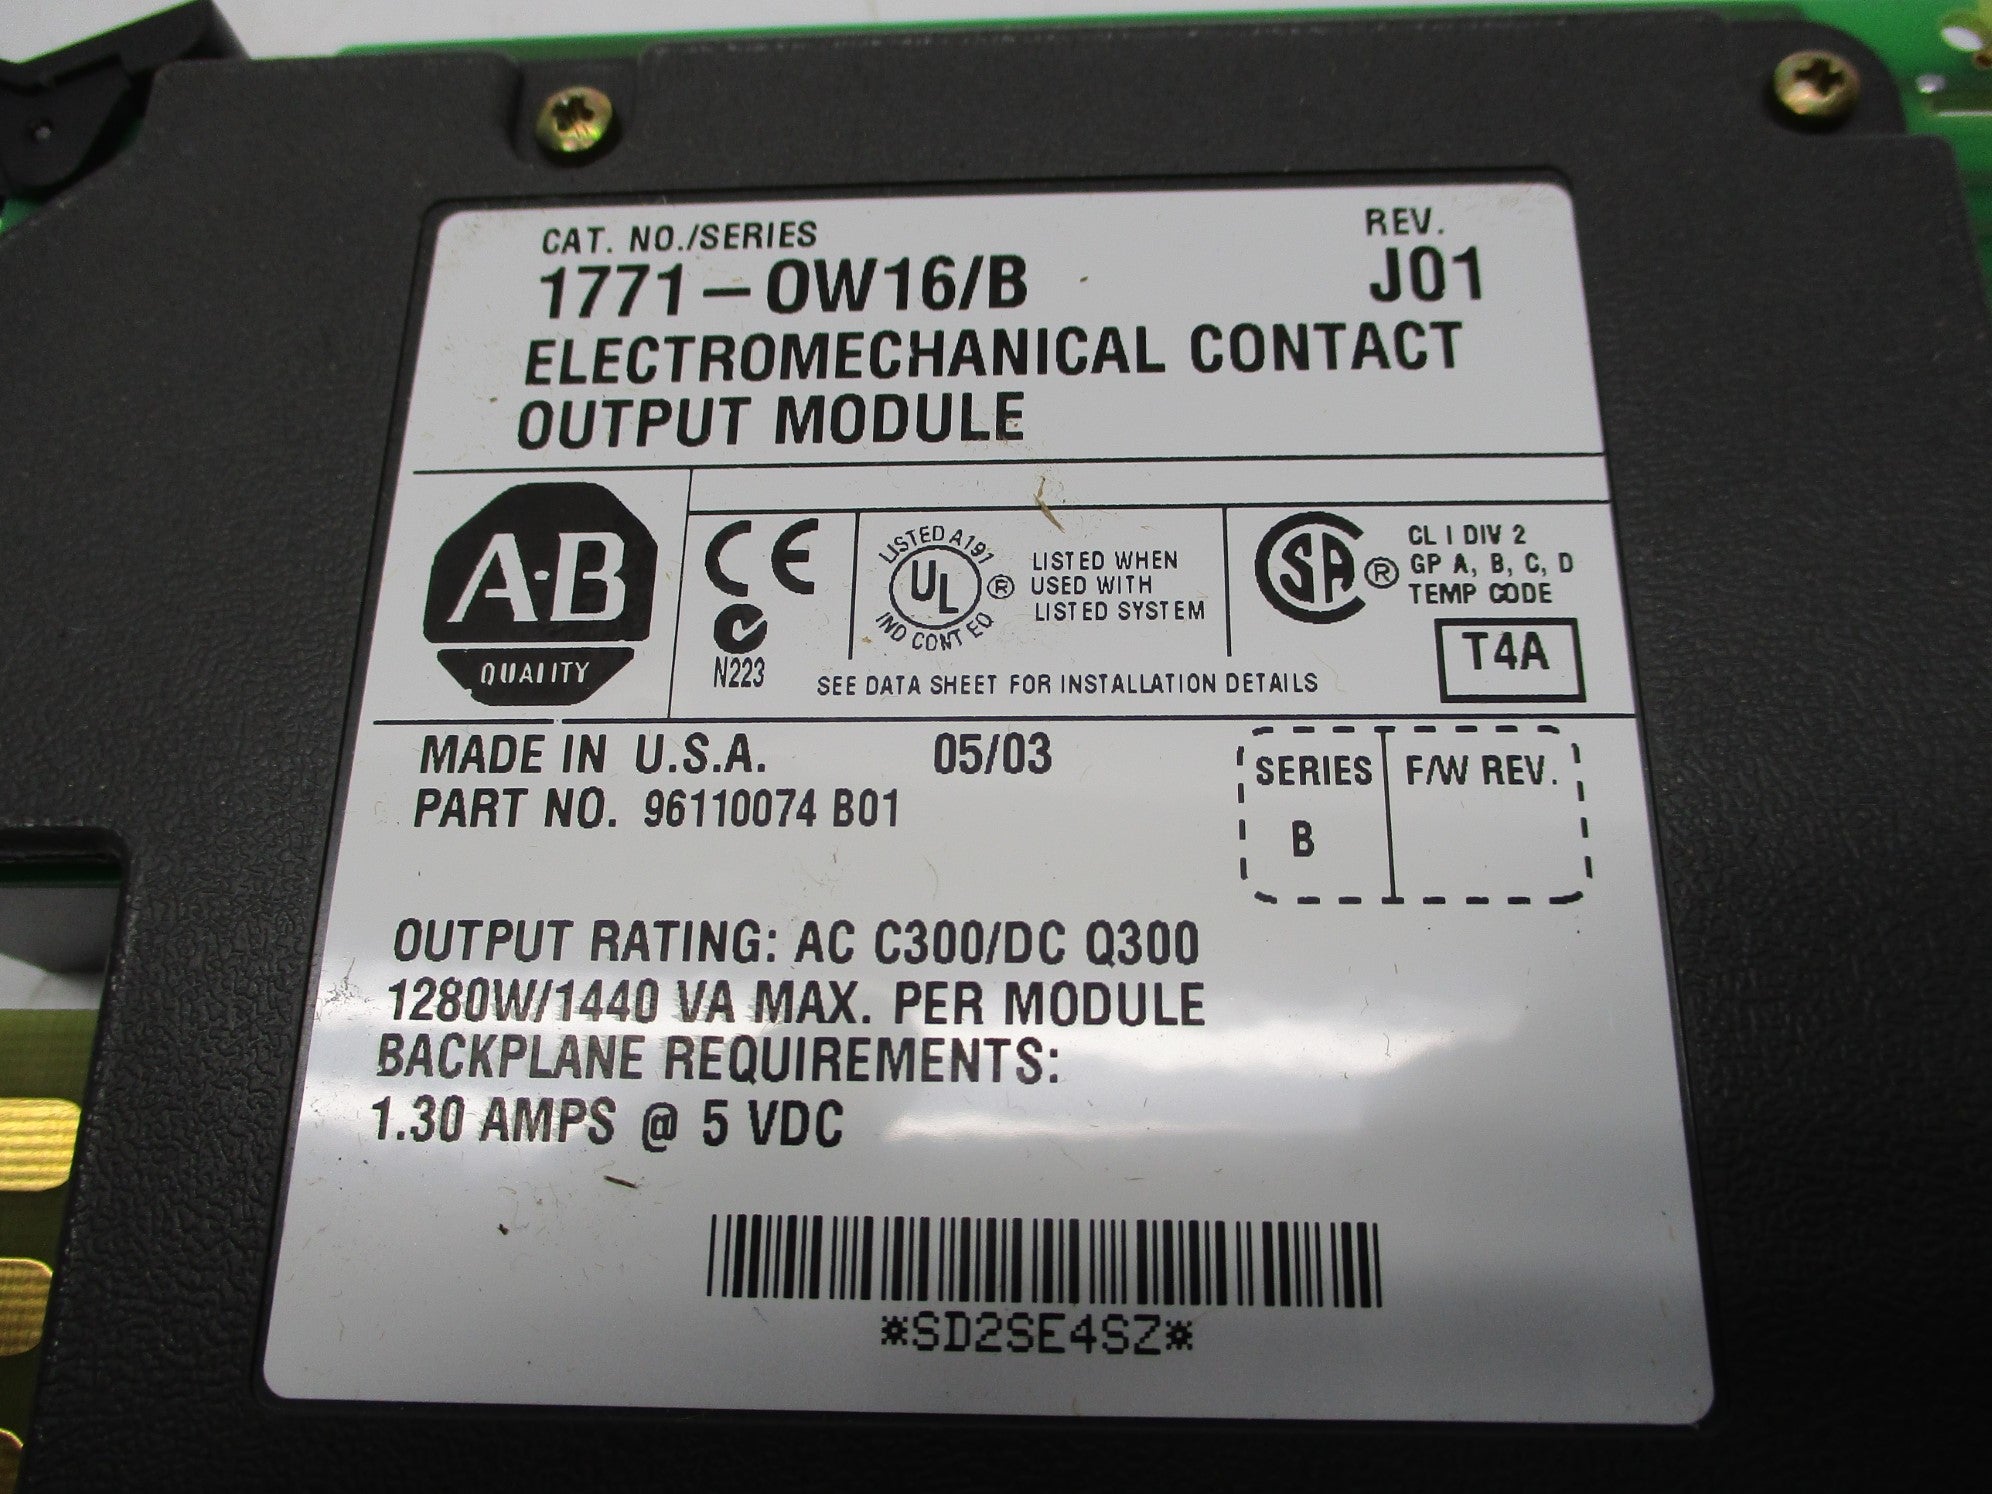 CAT. NO./SERIES
REV.
1771-OW16/B
J01
ELECTROMECHANICAL CONTACT
OUTPUT MODULE
A·B
QUALITY
CE
N223
LISTED A191
UL
®
IND CONT EQ
LISTED WHEN
USED WITH
LISTED SYSTEM
SA ®
CL I DIV 2
GP A, B, C, D
TEMP CODE
T4A
SEE DATA SHEET FOR INSTALLATION DETAILS
MADE IN U.S.A. 05/03
PART NO. 96110074 B01
SERIES
B
F/W REV.
OUTPUT RATING: AC C300/DC Q300
1280W/1440 VA MAX. PER MODULE
BACKPLANE REQUIREMENTS:
1.30 AMPS @ 5 VDC
*SD2SE4SZ*